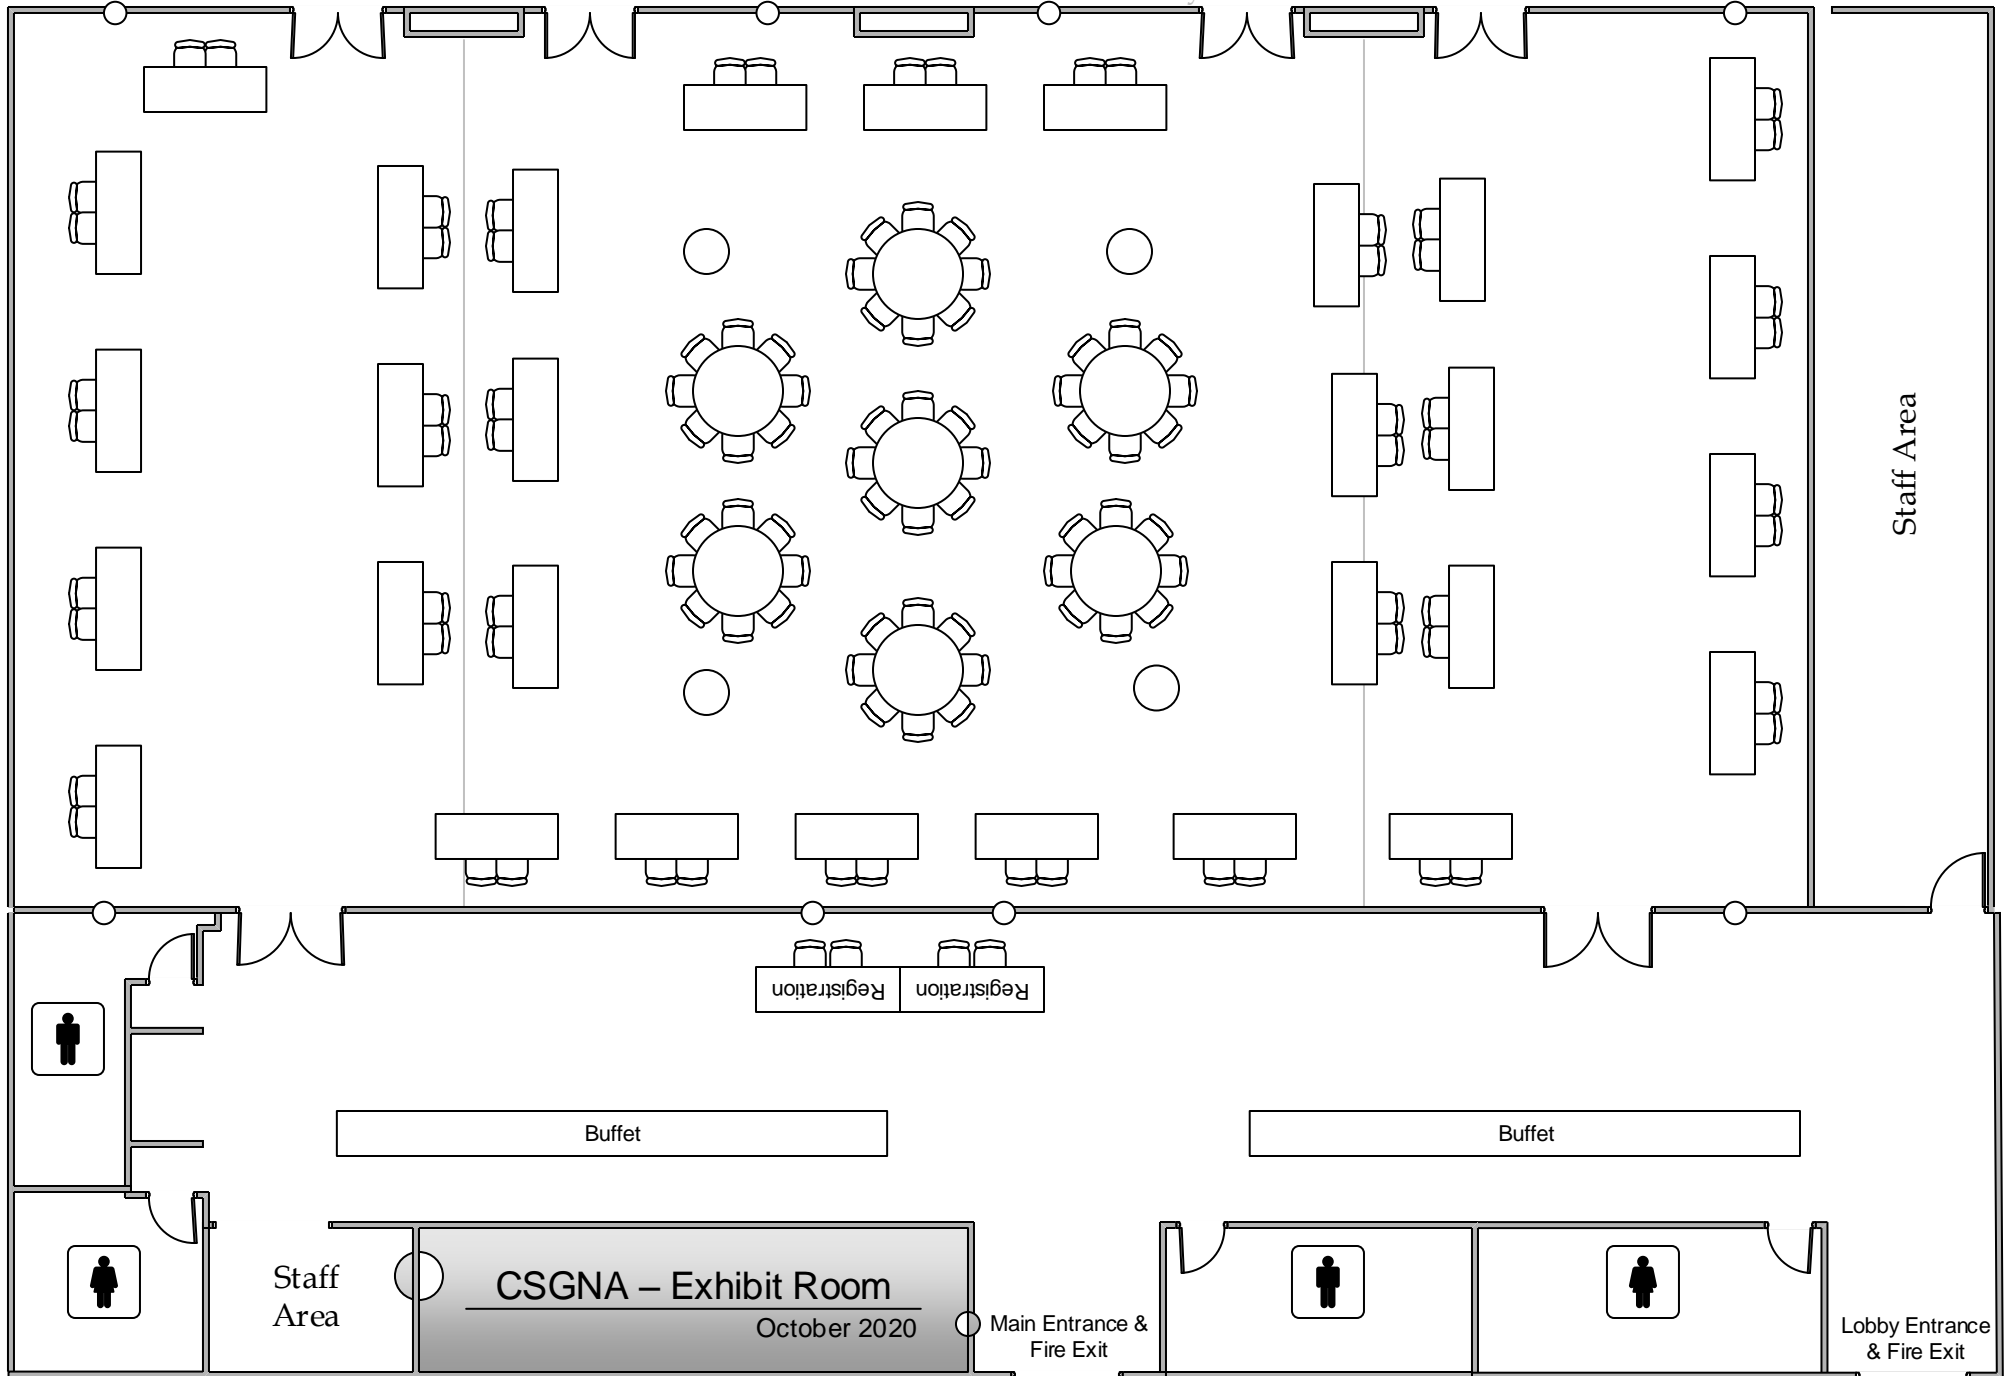 Staff Area
Registration
Registration
Buffet
Buffet
Staff
Area
CSGNA – Exhibit Room
October 2020
Main Entrance &
Fire Exit
Lobby Entrance
& Fire Exit